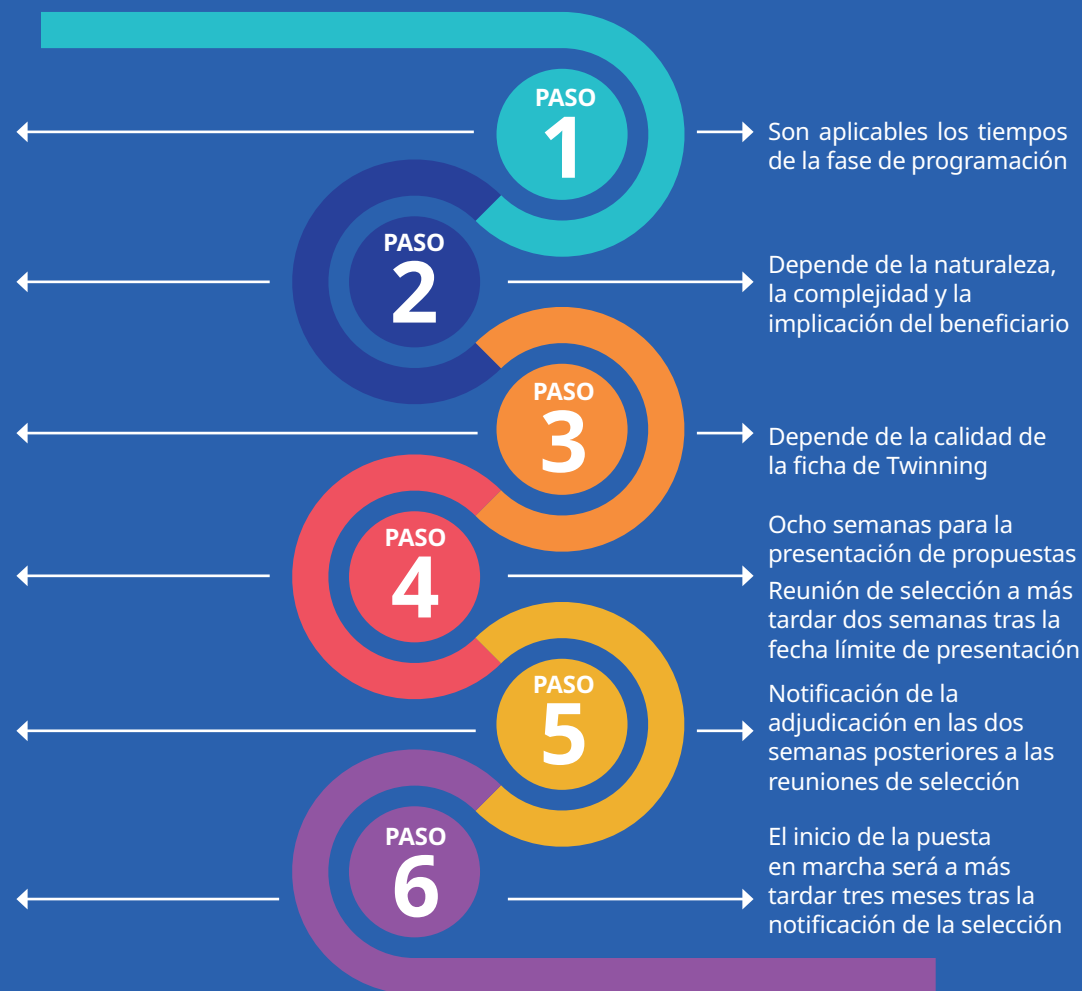 PASO
1
Son aplicables los tiempos
de la fase de programación
PASO
2
Depende de la naturaleza,
la complejidad y la
implicación del beneficiario
PASO
3
Depende de la calidad de
la ficha de Twinning
PASO
4
Ocho semanas para la
presentación de propuestas
Reunión de selección a más
tardar dos semanas tras la
fecha límite de presentación
PASO
5
Notificación de la
adjudicación en las dos
semanas posteriores a las
reuniones de selección
PASO
6
El inicio de la puesta
en marcha será a más
tardar tres meses tras la
notificación de la selección